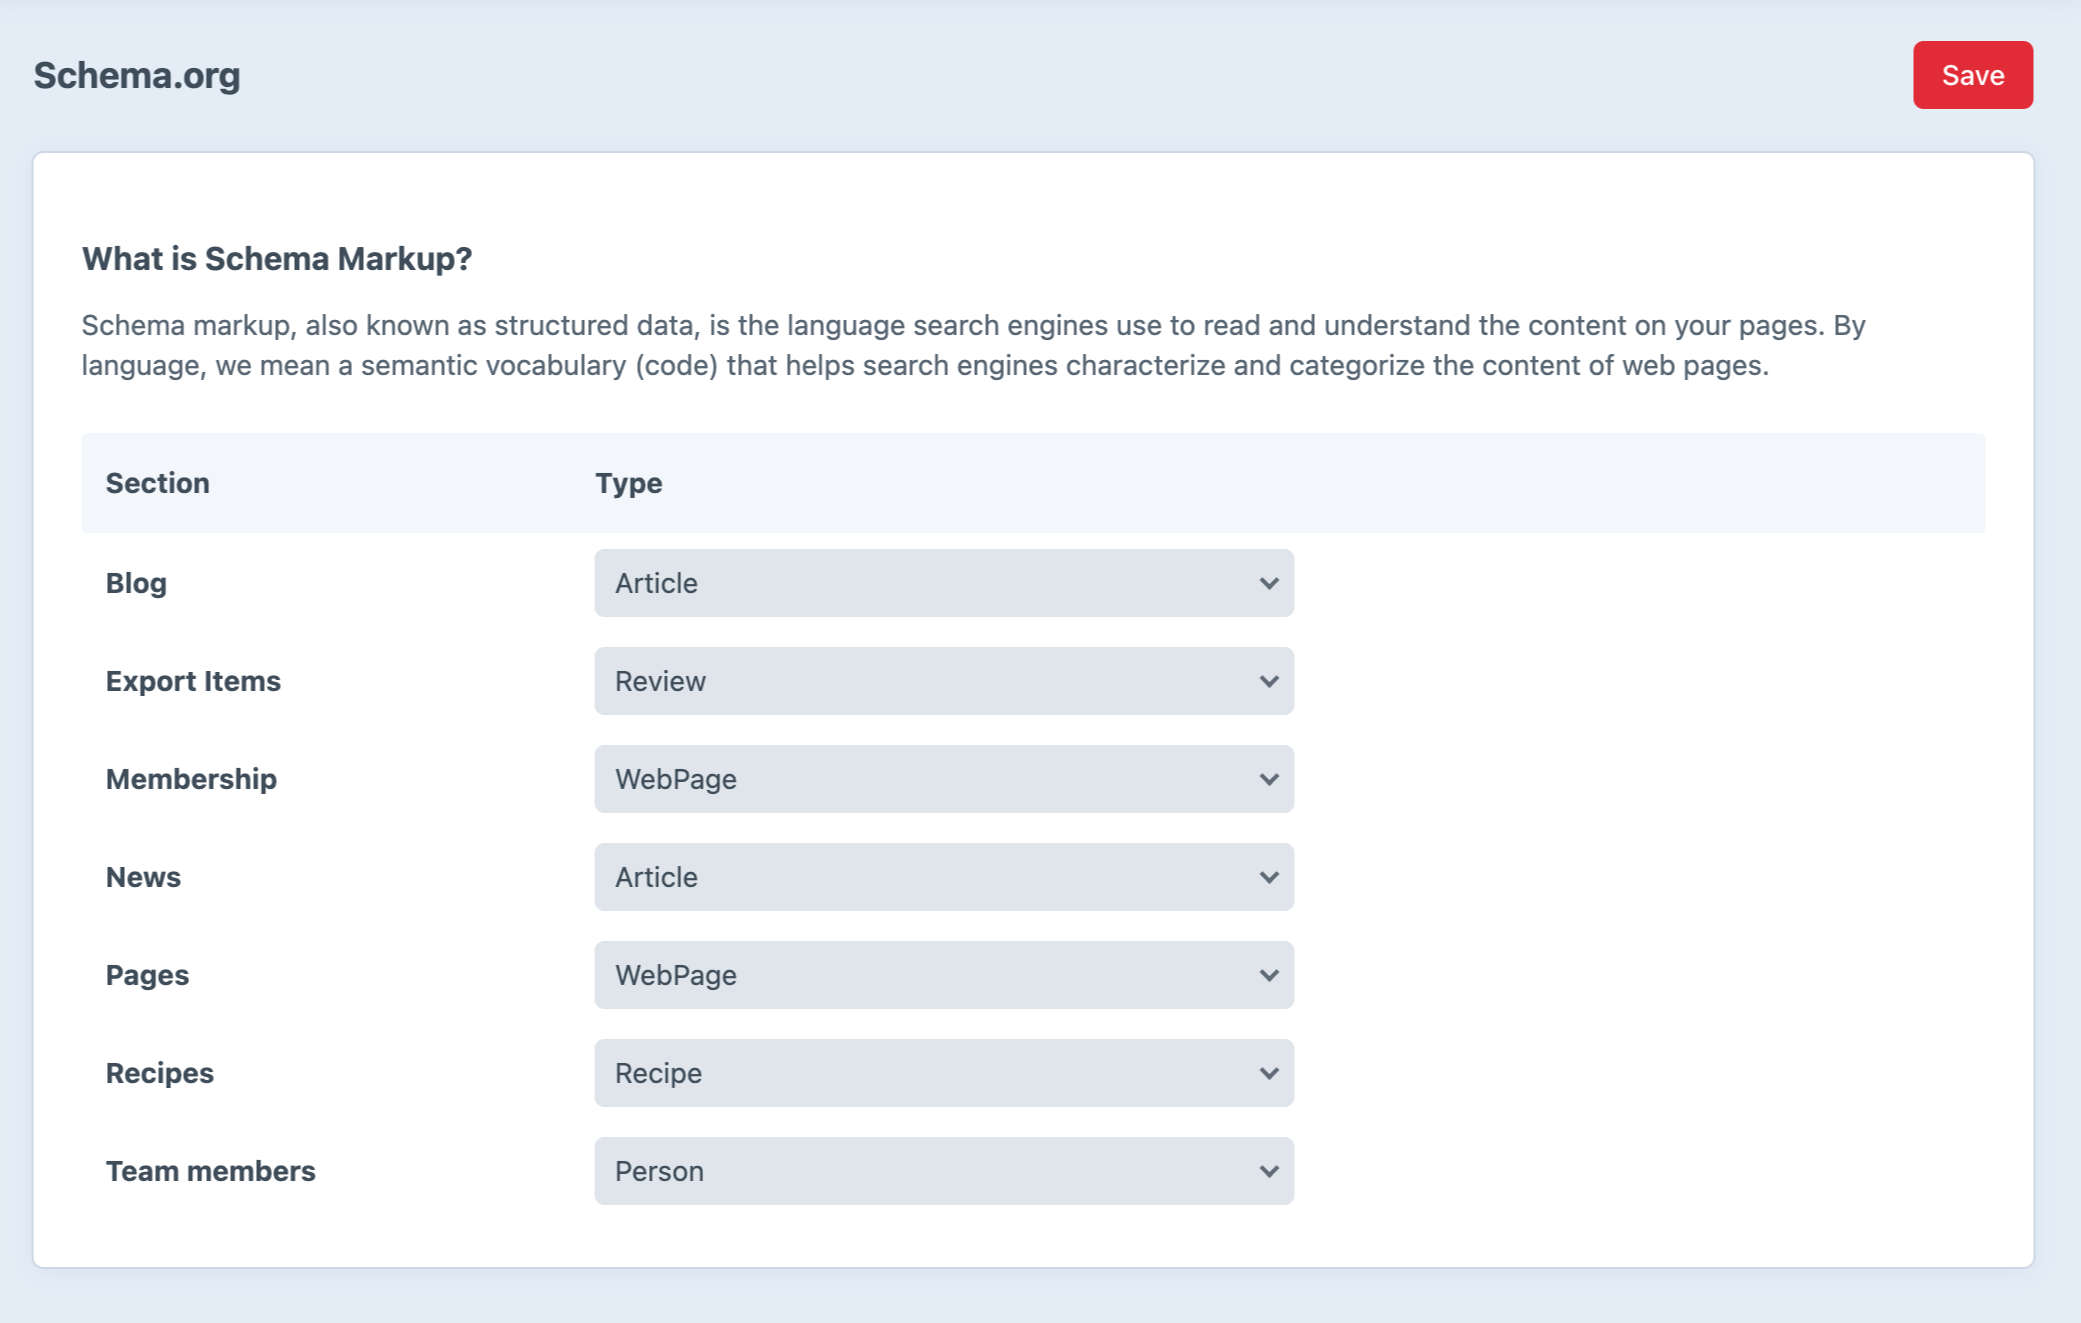 Schema.org
Save
What is Schema Markup?
Schema markup, also known as structured data, is the language search engines use to read and understand the content on your pages. By
language, we mean a semantic vocabulary (code) that helps search engines characterize and categorize the content of web pages.
Section Type
Blog Article
Export Items Review
Membership WebPage
News Article
Pages WebPage
Recipes Recipe
Team members Person